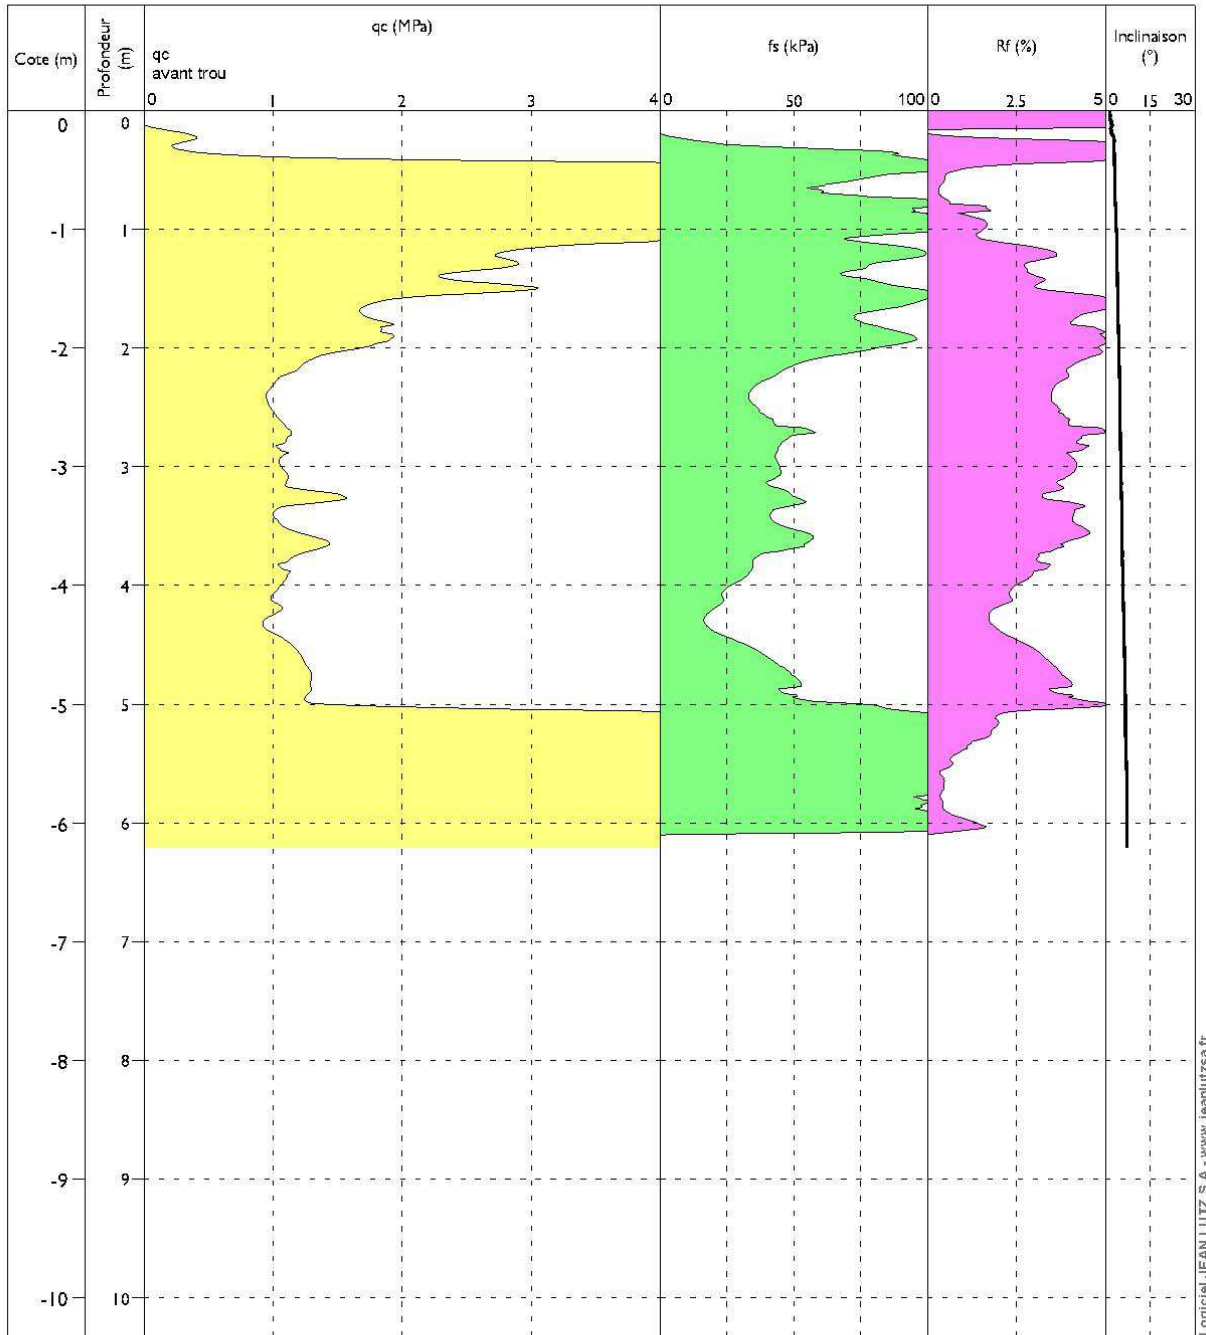 qc (MPa)
Cote (m)
Profondeur
(m)
qc
avant trou
fs (kPa)
Rf (%)
Inclinaison
(°)
0 1 2 3 4
0 50 100
0 2.5 5
0 15 30
0 0
-1 1
-2 2
-3 3
-4 4
-5 5
-6 6
-7 7
-8 8
-9 9
-10 10
Logiciel JEAN LUTZ S.A - www.jeanlutzsa.fr